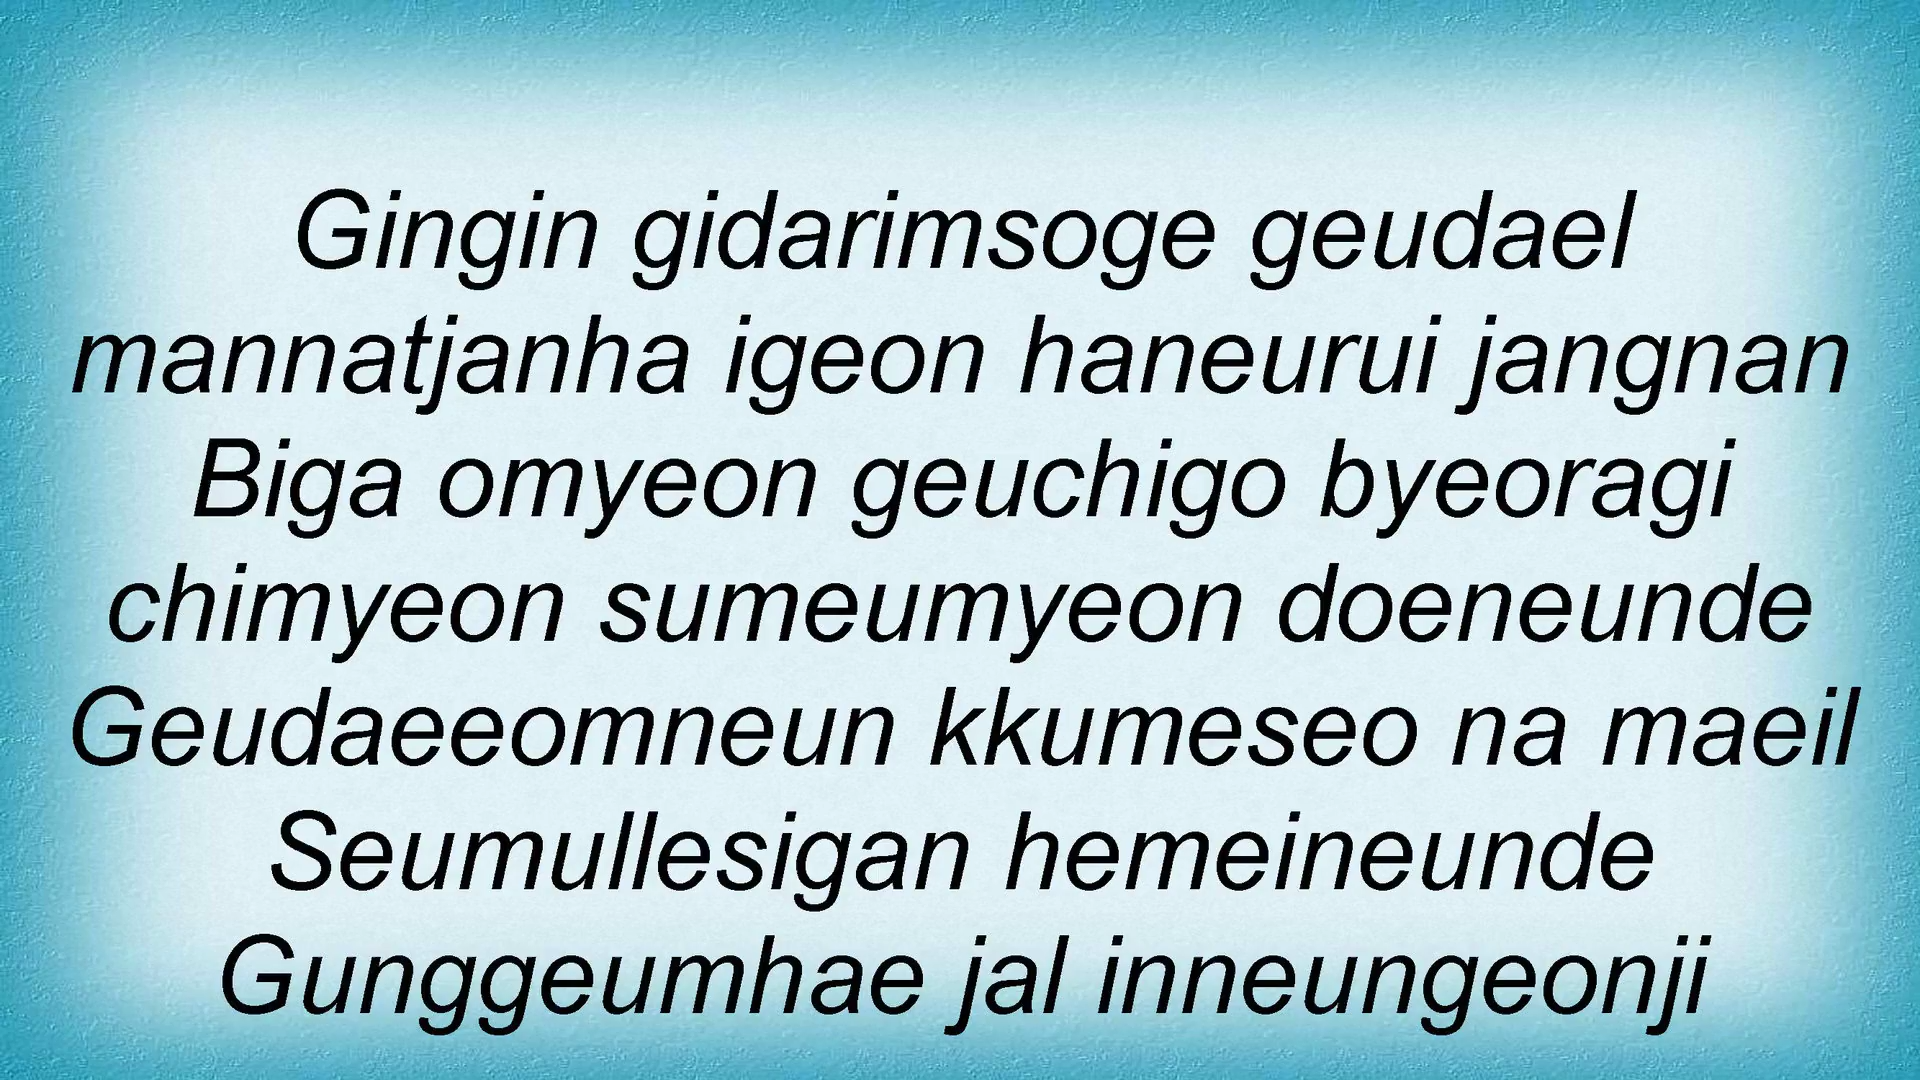 Gingin gidarimsoge geudael
mannatjanha igeon haneurui jangnan
Biga omyeon geuchigo byeoragi
chimyeon sumeumyeon doeneunde
Geudaeeomneun kkumeseo na maeil
Seumullesigan hemeineunde
Gunggeumhae jal inneungeonji